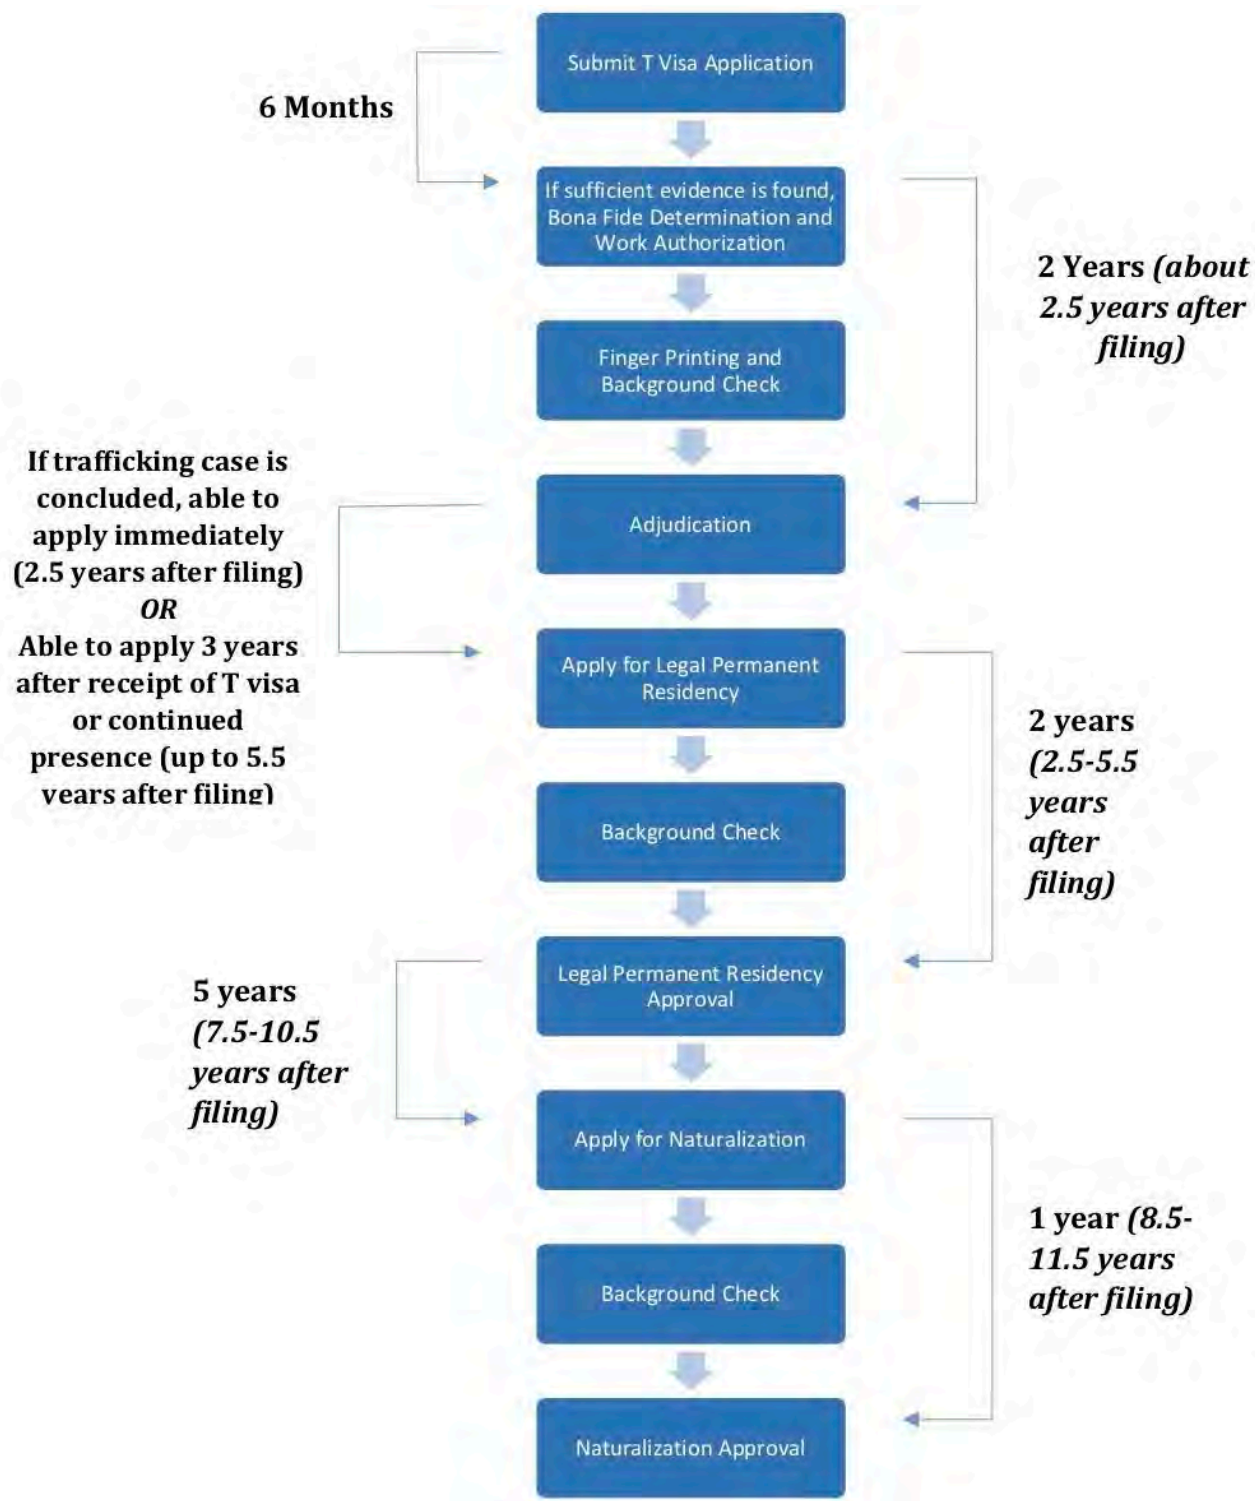 Submit T Visa Application
6 Months
If sufficient evidence is found,
Bona Fide Determination and
Work Authorization
2 Years (about
2.5 years after
filing)
Finger Printing and
Background Check
If trafficking case is
concluded, able to
apply immediately
(2.5 years after filing)
OR
Able to apply 3 years
after receipt of T visa
or continued
presence (up to 5.5
years after filing)
Adjudication
Apply for Legal Permanent
Residency
2 years
(2.5-5.5
years
after
filing)
Background Check
Legal Permanent Residency
Approval
5 years
(7.5-10.5
years after
filing)
Apply for Naturalization
1 year (8.5-
11.5 years
after filing)
Background Check
Naturalization Approval